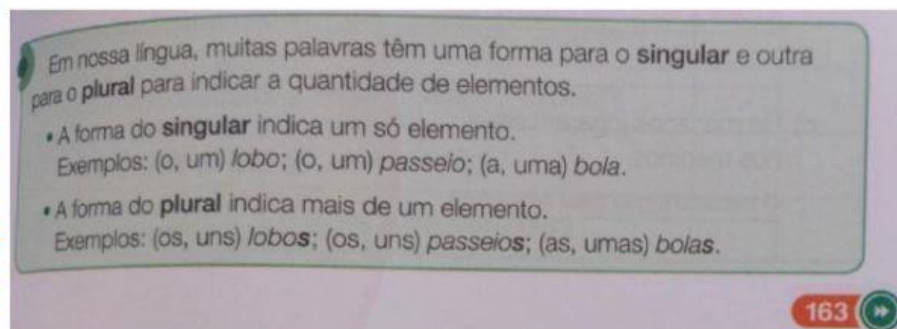 Em nossa língua, muitas palavras têm uma forma para o singular e outra
para o plural para indicar a quantidade de elementos.
• A forma do singular indica um só elemento.
Exemplos: (o, um) lobo; (o, um) passeio; (a, uma) bola.
• A forma do plural indica mais de um elemento.
Exemplos: (os, uns) lobos; (os, uns) passeios; (as, umas) bolas.
163